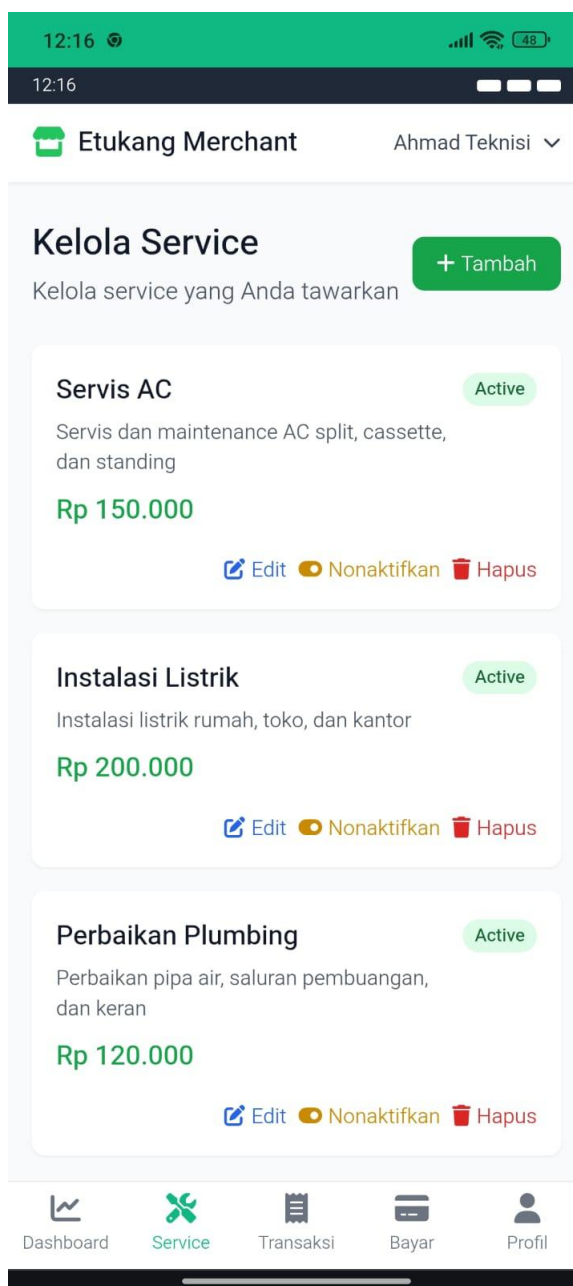 12:16
48
12:16
Etukang Merchant
Ahmad Teknisi
Kelola Service
+ Tambah
Kelola service yang Anda tawarkan
Servis AC
Active
Servis dan maintenance AC split, cassette,
dan standing
Rp 150.000
Edit Nonaktifkan Hapus
Instalasi Listrik
Active
Instalasi listrik rumah, toko, dan kantor
Rp 200.000
Edit Nonaktifkan Hapus
Perbaikan Plumbing
Active
Perbaikan pipa air, saluran pembuangan,
dan keran
Rp 120.000
Edit Nonaktifkan Hapus
Dashboard Service Transaksi Bayar Profil